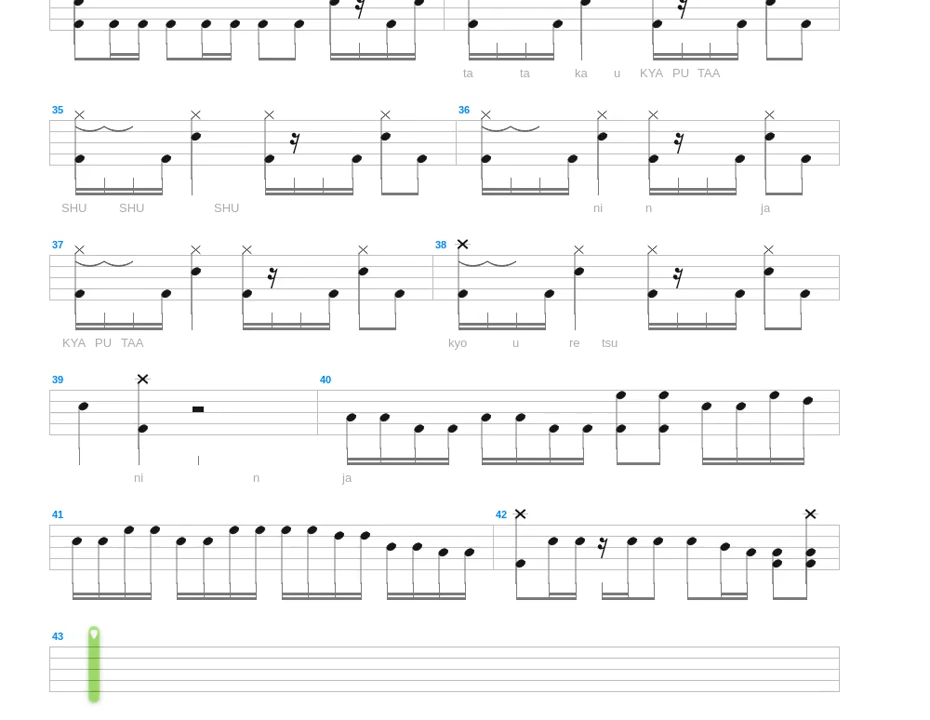 ta ta ka u KYA PU TAA
35 36
SHU SHU SHU ni n ja
37 38
KYA PU TAA kyo u re tsu
39 40
ni n ja
41 42
43